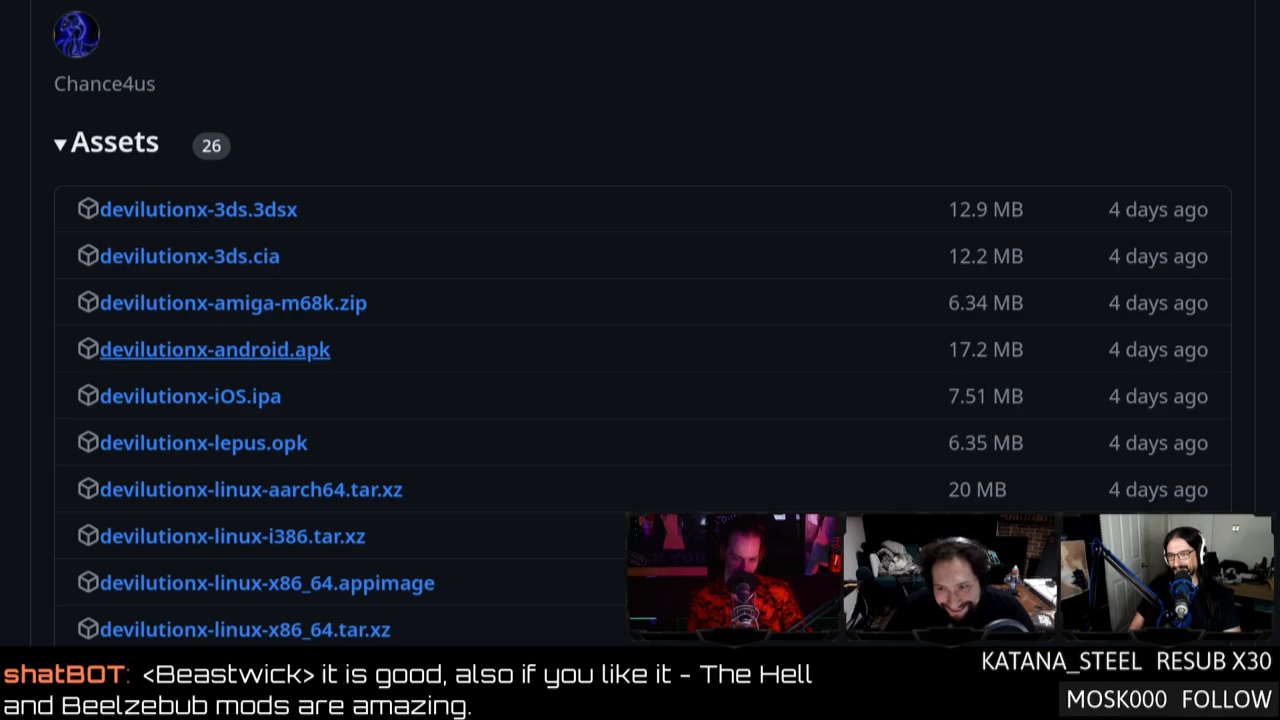 Chance4us
Assets 26
devilutionx-3ds.3dsx 12.9 MB 4 days ago
devilutionx-3ds.cia 12.2 MB 4 days ago
devilutionx-amiga-m68k.zip 6.34 MB 4 days ago
devilutionx-android.apk 17.2 MB 4 days ago
devilutionx-iOS.ipa 7.51 MB 4 days ago
devilutionx-lepus.opk 6.35 MB 4 days ago
devilutionx-linux-aarch64.tar.xz 20 MB 4 days ago
devilutionx-linux-i386.tar.xz
devilutionx-linux-x86_64.appimage
devilutionx-linux-x86_64.tar.xz
shatBOT: <Beastwick> it is good, also if you like it - The Hell
and Beelzebub mods are amazing.
KATANA_STEEL RESUB X30
MOSK000 FOLLOW